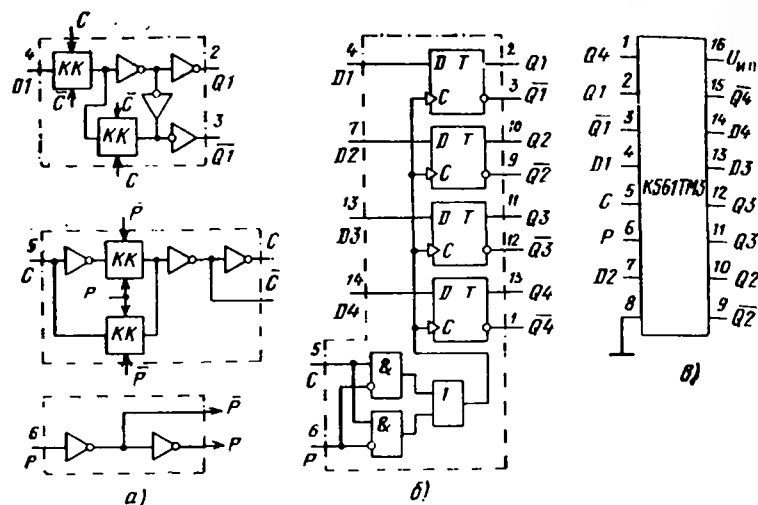 C
4
D1
KK
C̅
2
Q1
C̅
KK
3
Q̅1̅
C
P̄
5
C
KK
P
KK
P̄
C
C̅
6
P
P̄
P
а)
4
D1
D T
C
2
Q1
3
Q̅1̅
7
D2
D T
C
10
Q2
9
Q̅2̅
13
D3
D T
C
11
Q3
12
Q̅3̅
14
D4
D T
C
13
Q4
1
Q̅4̅
5
C
&
1
&
6
P
б)
1
Q4
2
Q1
3
Q̅1̅
4
D1
5
C
6
P
7
D2
8
К561ТМ3
16
Uип
15
Q̅4̅
14
D4
13
D3
12
Q3
11
Q3
10
Q2
9
Q̅2̅
в)